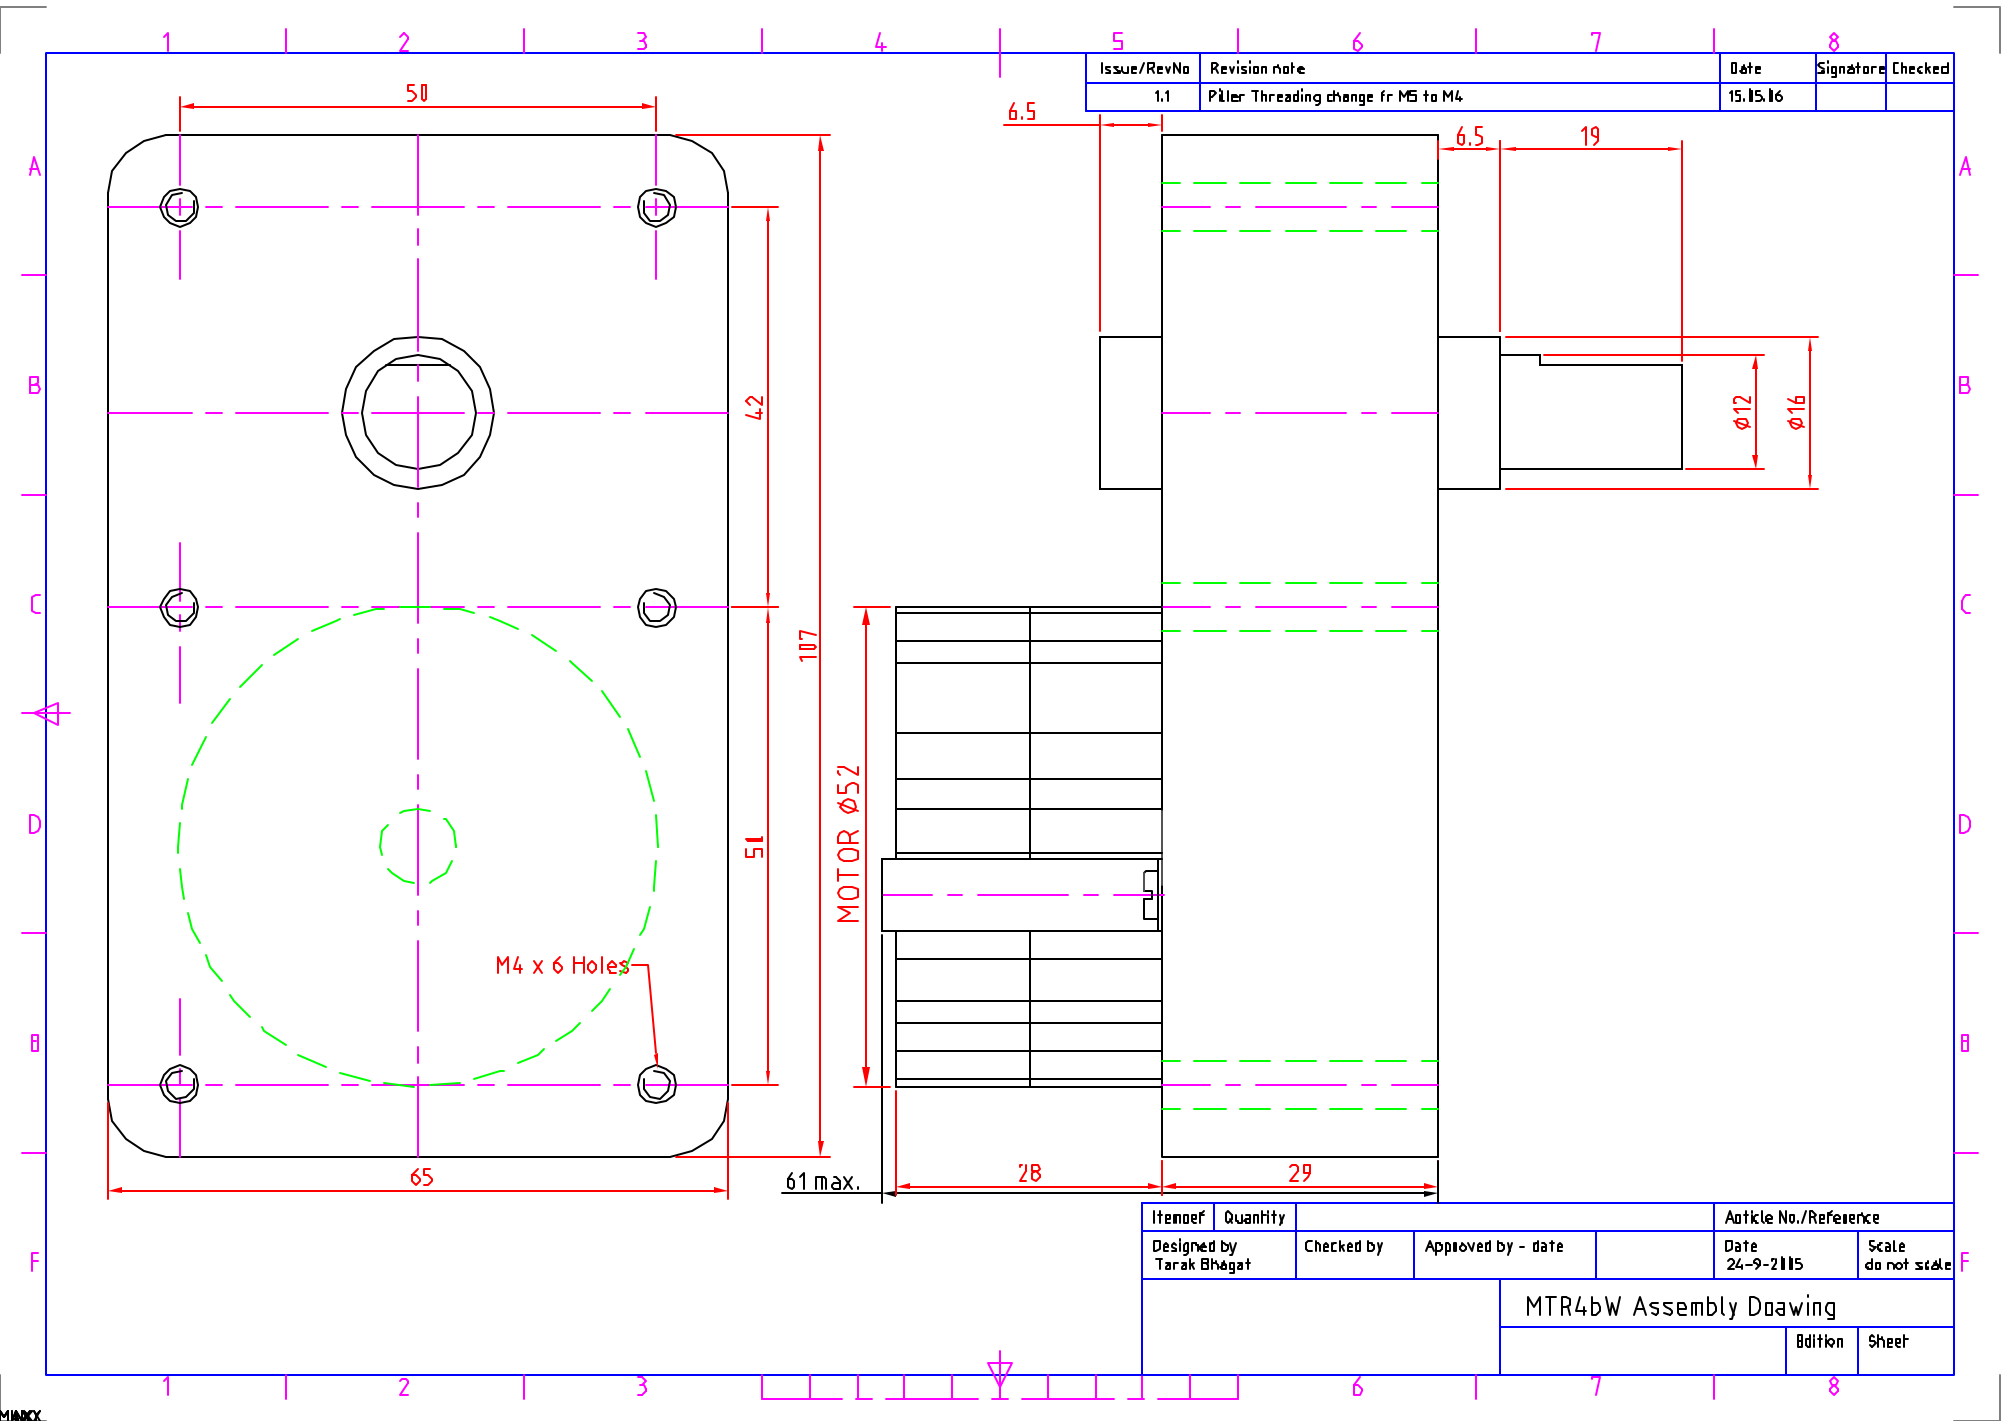 1 2 3 4 5 6 7 8
Issue/RevNo Revision note Date Signature Checked
1.1 Piller Threading change fr M5 to M4 15.05.06
50
6.5
6.5 19
A A
B B
42
Ø12 Ø16
C C
107
MOTOR Ø52
D D
50
M4 x 6 Holes
E E
65
61 max. 28 29
Itemref Quantity Article No./Reference
Designed by Checked by Approved by - date Date Scale
Tarak Bhagat 24-9-2005 do not scale
F F
MTR4bW Assembly Drawing
Edition Sheet
1 2 3 6 7 8